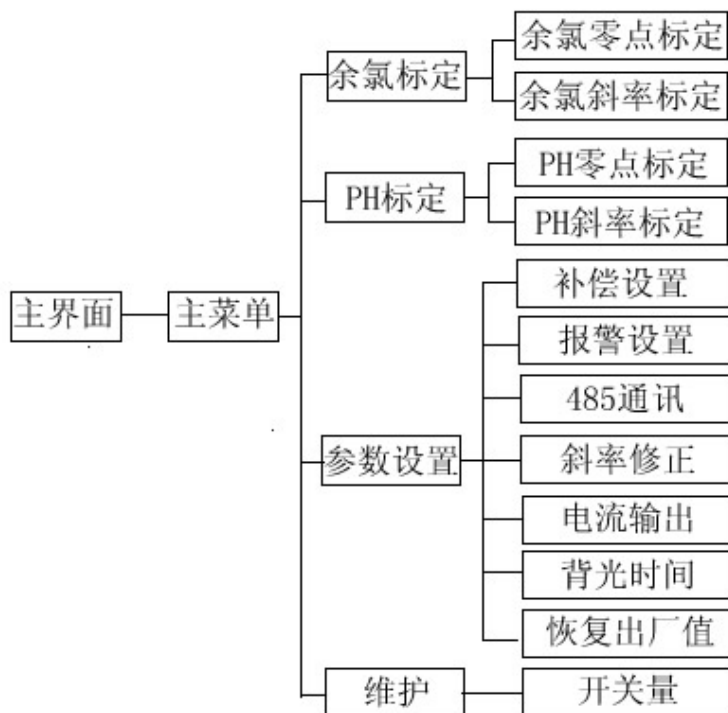 主界面
主菜单
余氯标定
余氯零点标定
余氯斜率标定
PH标定
PH零点标定
PH斜率标定
参数设置
补偿设置
报警设置
485通讯
斜率修正
电流输出
背光时间
恢复出厂值
维护
开关量